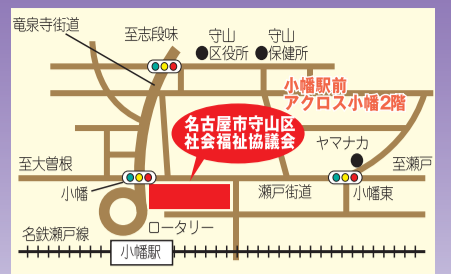 竜泉寺街道
至志段味
守山
区役所
守山
保健所
小幡駅前
アクロス小幡2階
名古屋市守山区
社会福祉協議会
ヤマナカ
至大曽根
至瀬戸
小幡
瀬戸街道
小幡東
ロータリー
名鉄瀬戸線
小幡駅